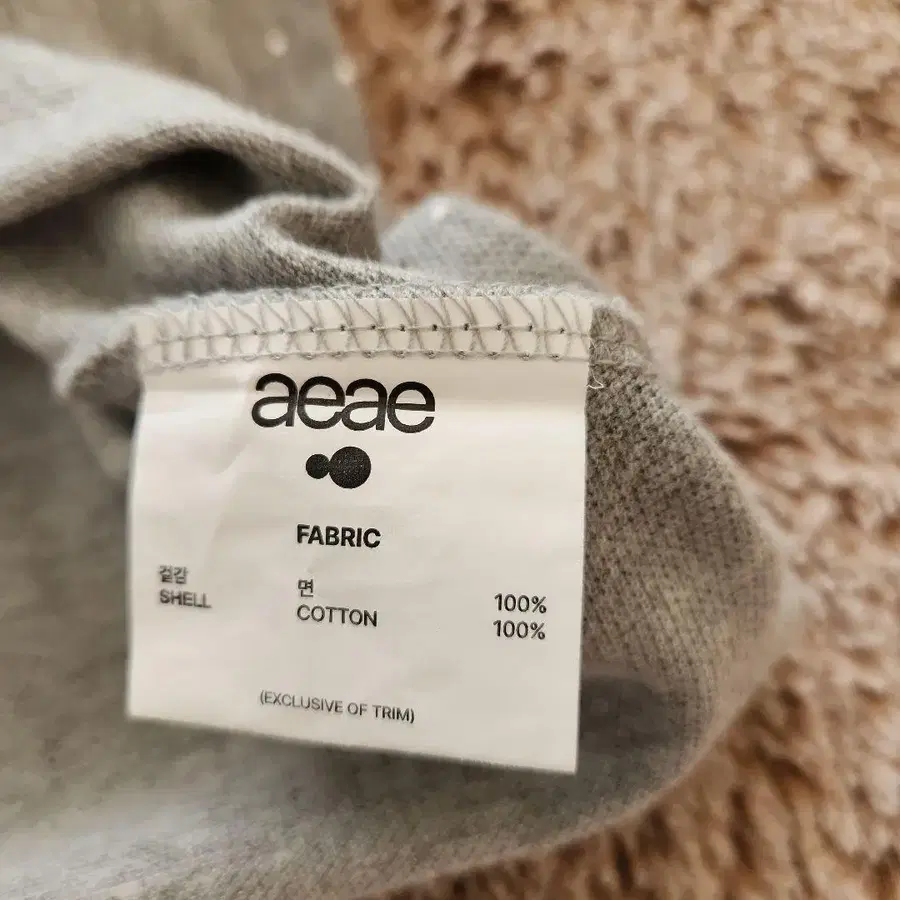 aeae
FABRIC
겉감 면 100%
SHELL COTTON 100%
(EXCLUSIVE OF TRIM)